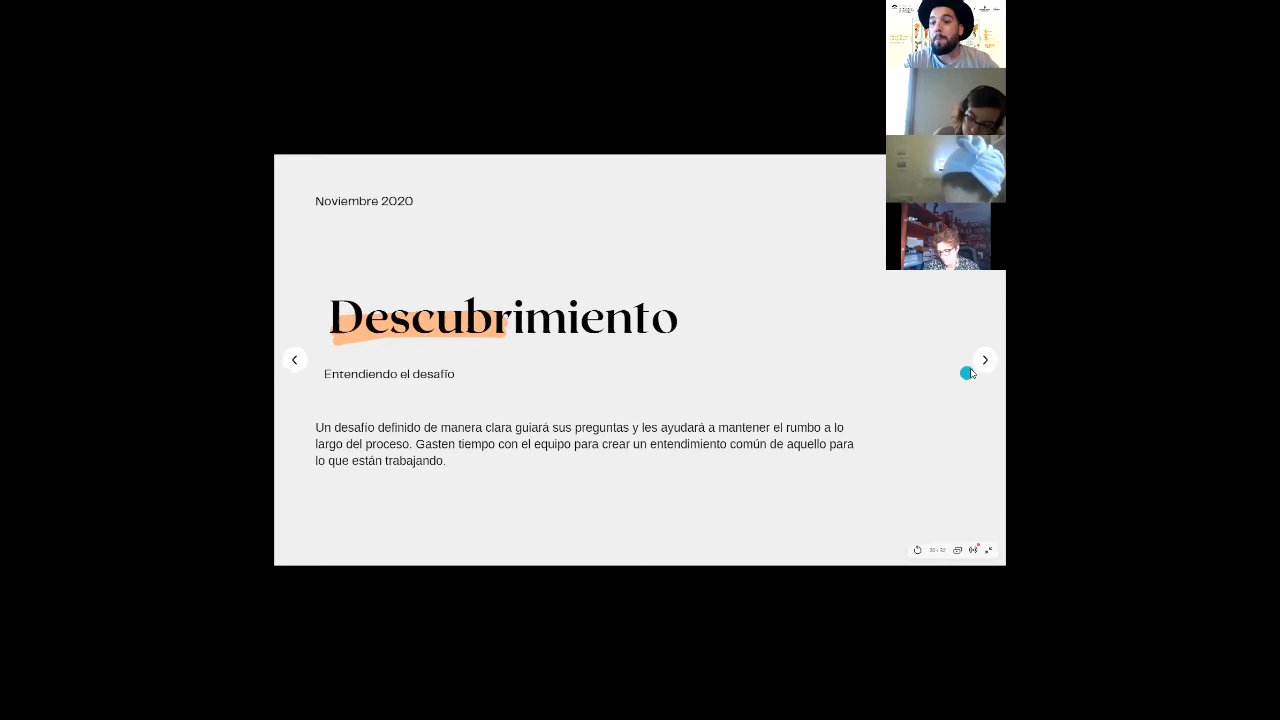 Noviembre 2020
Descubrimiento
Entendiendo el desafío
Un desafío definido de manera clara guiará sus preguntas y les ayudará a mantener el rumbo a lo
largo del proceso. Gasten tiempo con el equipo para crear un entendimiento común de aquello para
lo que están trabajando.